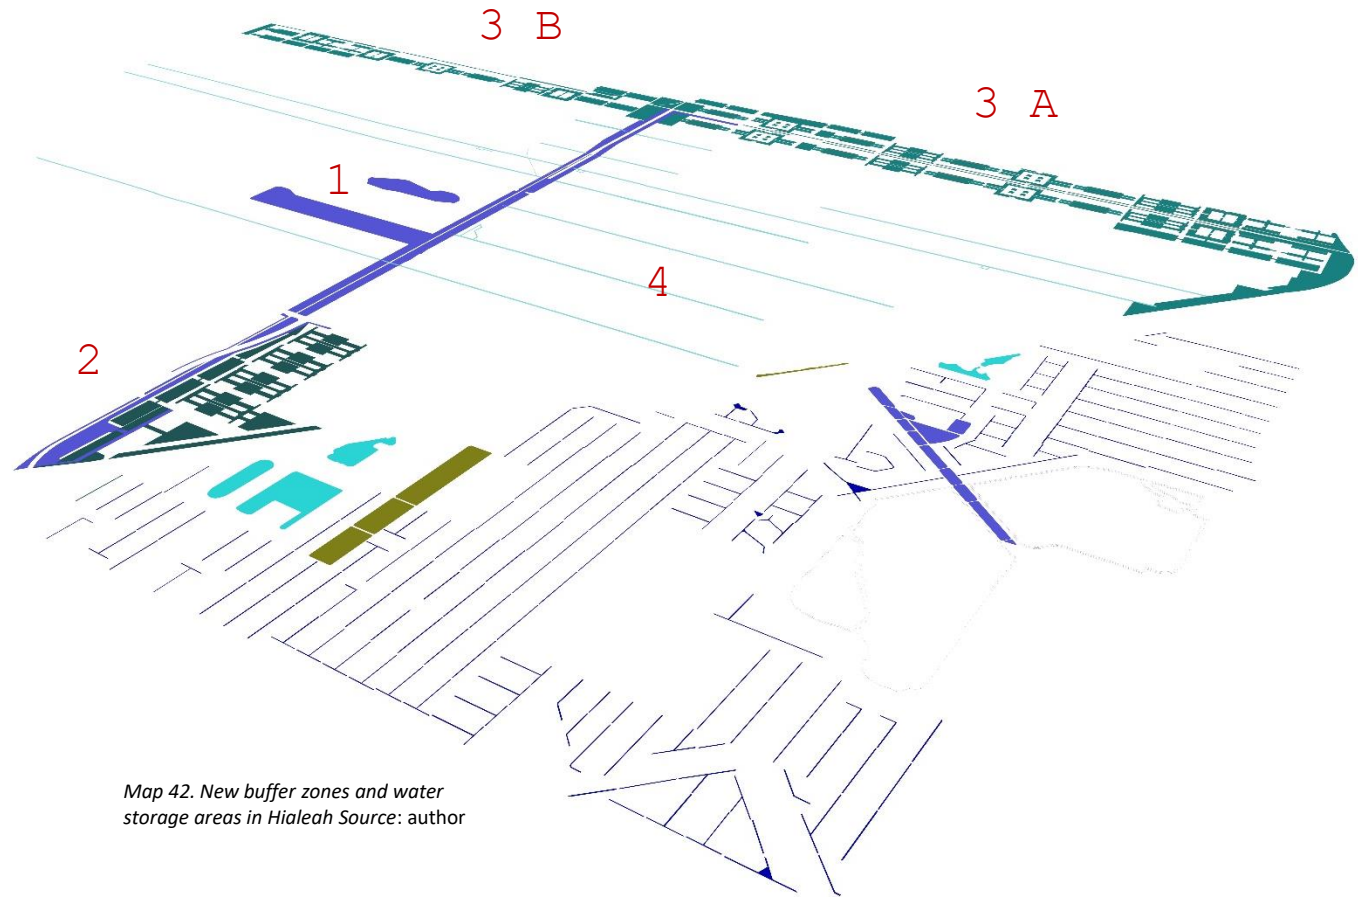 3 B
3 A
1
4
2
Map 42. New buffer zones and water
storage areas in Hialeah Source: author